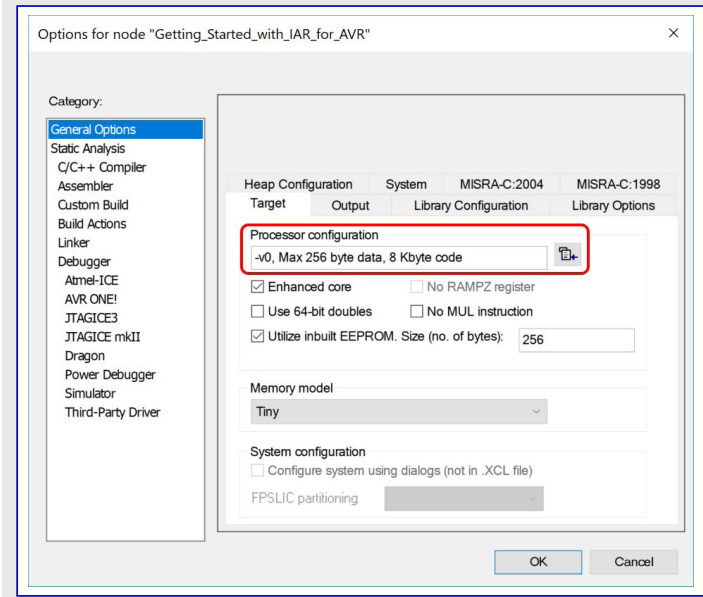 Options for node "Getting_Started_with_IAR_for_AVR"
Category:
General Options
Static Analysis
C/C++ Compiler
Assembler
Custom Build
Build Actions
Linker
Debugger
Atmel-ICE
AVR ONE!
JTAGICE3
JTAGICE mkII
Dragon
Power Debugger
Simulator
Third-Party Driver
Heap Configuration System MISRA-C:2004 MISRA-C:1998
Target Output Library Configuration Library Options
Processor configuration
-v0, Max 256 byte data, 8 Kbyte code
Enhanced core No RAMPZ register
Use 64-bit doubles No MUL instruction
Utilize inbuilt EEPROM. Size (no. of bytes): 256
Memory model
Tiny
System configuration
Configure system using dialogs (not in .XCL file)
FPSLIC partitioning
OK Cancel